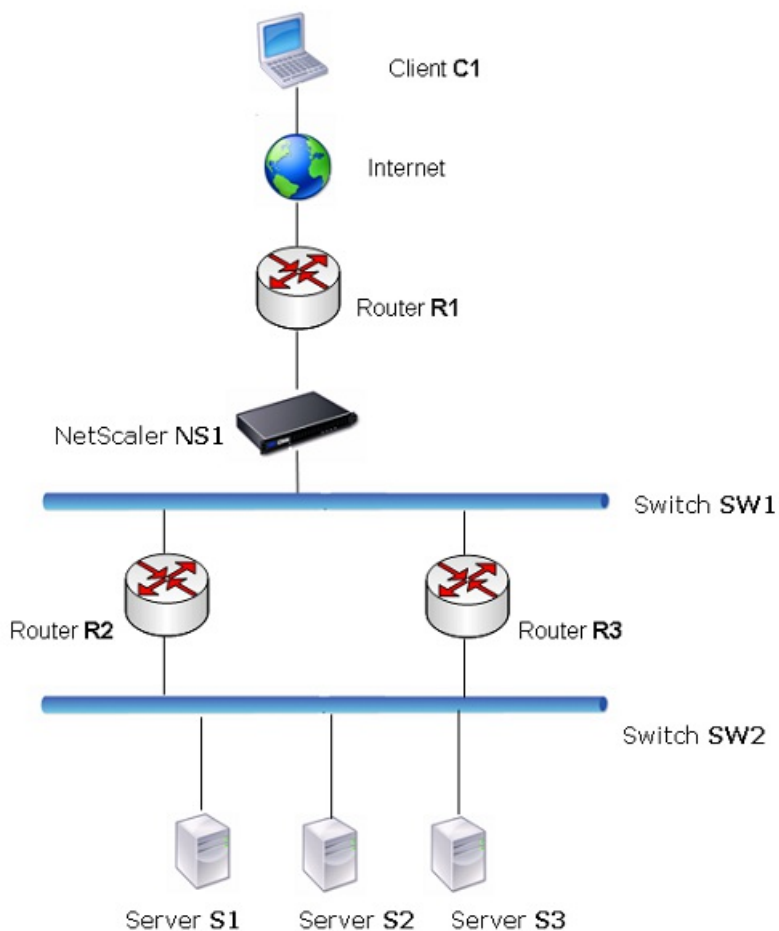 Client C1
Internet
Router R1
NetScaler NS1
Switch SW1
Router R2
Router R3
Switch SW2
Server S1
Server S2
Server S3